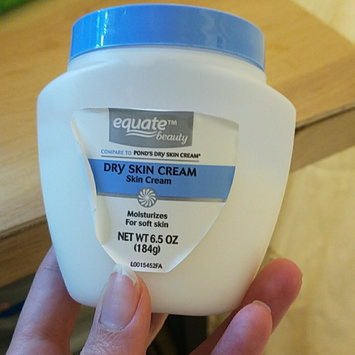 equate™
beauty
COMPARE TO POND'S DRY SKIN CREAM*
DRY SKIN CREAM
Skin Cream
Moisturizes
For soft skin
NET WT 6.5 OZ
(184g)
L0015452FA